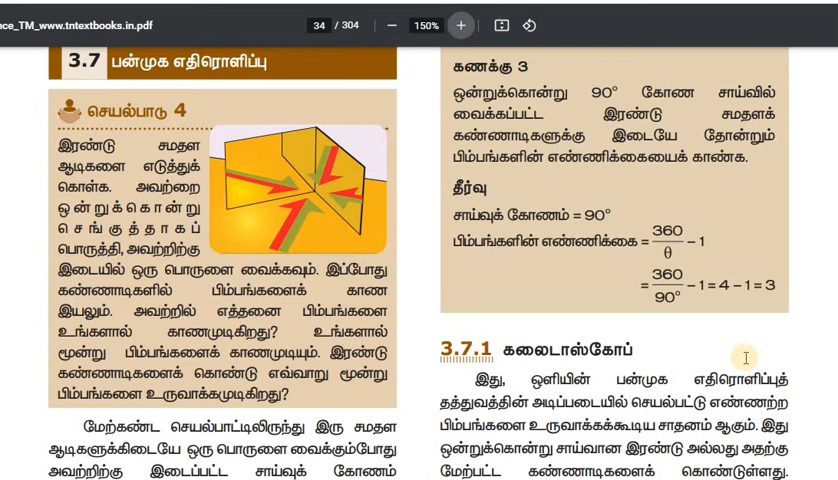 nce_TM_www.tntextbooks.in.pdf
34 / 304
150%
3.7 பன்முக எதிரொளிப்பு
செயல்பாடு 4
இரண்டு சமதள
ஆடிகளை எடுத்துக்
கொள்க. அவற்றை
ஒன்றுக்கொன்று
செங்குத்தாகப்
பொருத்தி, அவற்றிற்கு
இடையில் ஒரு பொருளை வைக்கவும். இப்போது
கண்ணாடிகளில் பிம்பங்களைக் காண
இயலும். அவற்றில் எத்தனை பிம்பங்களை
உங்களால் காணமுடிகிறது? உங்களால்
மூன்று பிம்பங்களைக் காணமுடியும். இரண்டு
கண்ணாடிகளைக் கொண்டு எவ்வாறு மூன்று
பிம்பங்களை உருவாக்கமுடிகிறது?
மேற்கண்ட செயல்பாட்டிலிருந்து இரு சமதள
ஆடிகளுக்கிடையே ஒரு பொருளை வைக்கும்போது
அவற்றிற்கு இடைப்பட்ட சாய்வுக் கோணம்
கணக்கு 3
ஒன்றுக்கொன்று 90° கோண சாய்வில்
வைக்கப்பட்ட இரண்டு சமதளக்
கண்ணாடிகளுக்கு இடையே தோன்றும்
பிம்பங்களின் எண்ணிக்கையைக் காண்க.
தீர்வு
சாய்வுக் கோணம் = 90°
பிம்பங்களின் எண்ணிக்கை = 360/θ − 1
= 360/90° − 1 = 4 − 1 = 3
3.7.1 கலைடாஸ்கோப்
இது, ஒளியின் பன்முக எதிரொளிப்புத்
தத்துவத்தின் அடிப்படையில் செயல்பட்டு எண்ணற்ற
பிம்பங்களை உருவாக்கக்கூடிய சாதனம் ஆகும். இது
ஒன்றுக்கொன்று சாய்வான இரண்டு அல்லது அதற்கு
மேற்பட்ட கண்ணாடிகளைக் கொண்டுள்ளது.